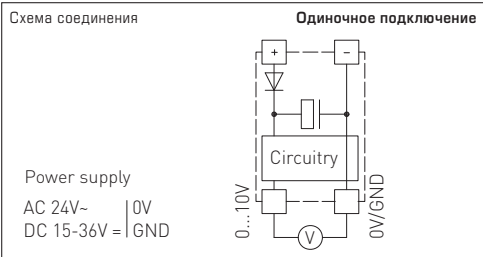 Схема соединения
Одиночное подключение
+ −
Circuitry
Power supply
AC 24V~ | 0V
DC 15-36V = | GND
0...10V
0V/GND
V